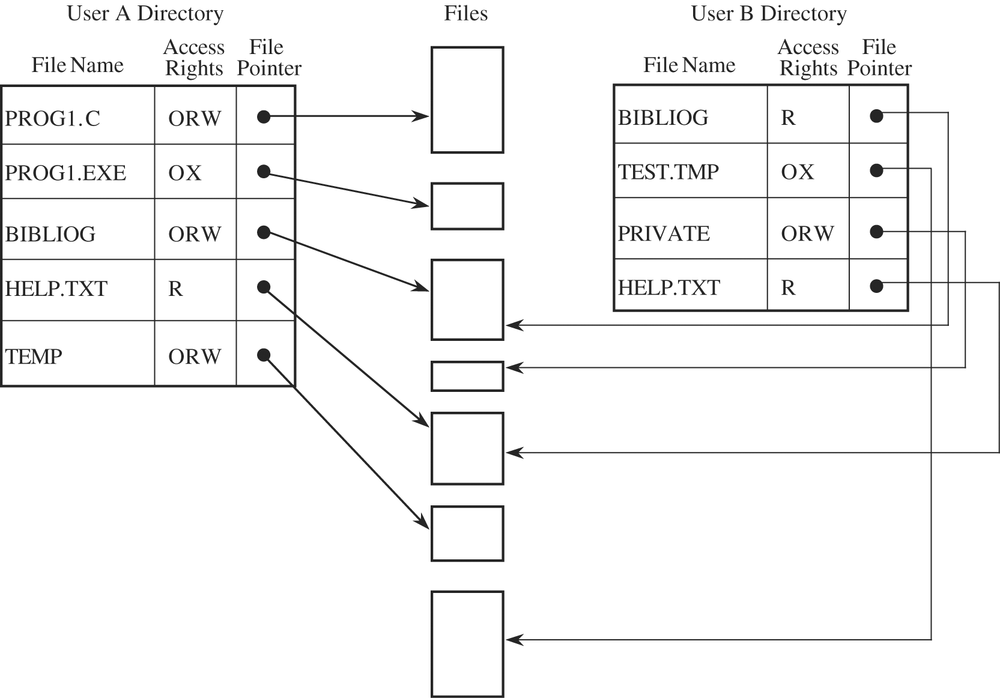 User A Directory
File Name
Access
Rights
File
Pointer
PROG1.C ORW
PROG1.EXE OX
BIBLIOG ORW
HELP.TXT R
TEMP ORW
Files
User B Directory
File Name
Access
Rights
File
Pointer
BIBLIOG R
TEST.TMP OX
PRIVATE ORW
HELP.TXT R